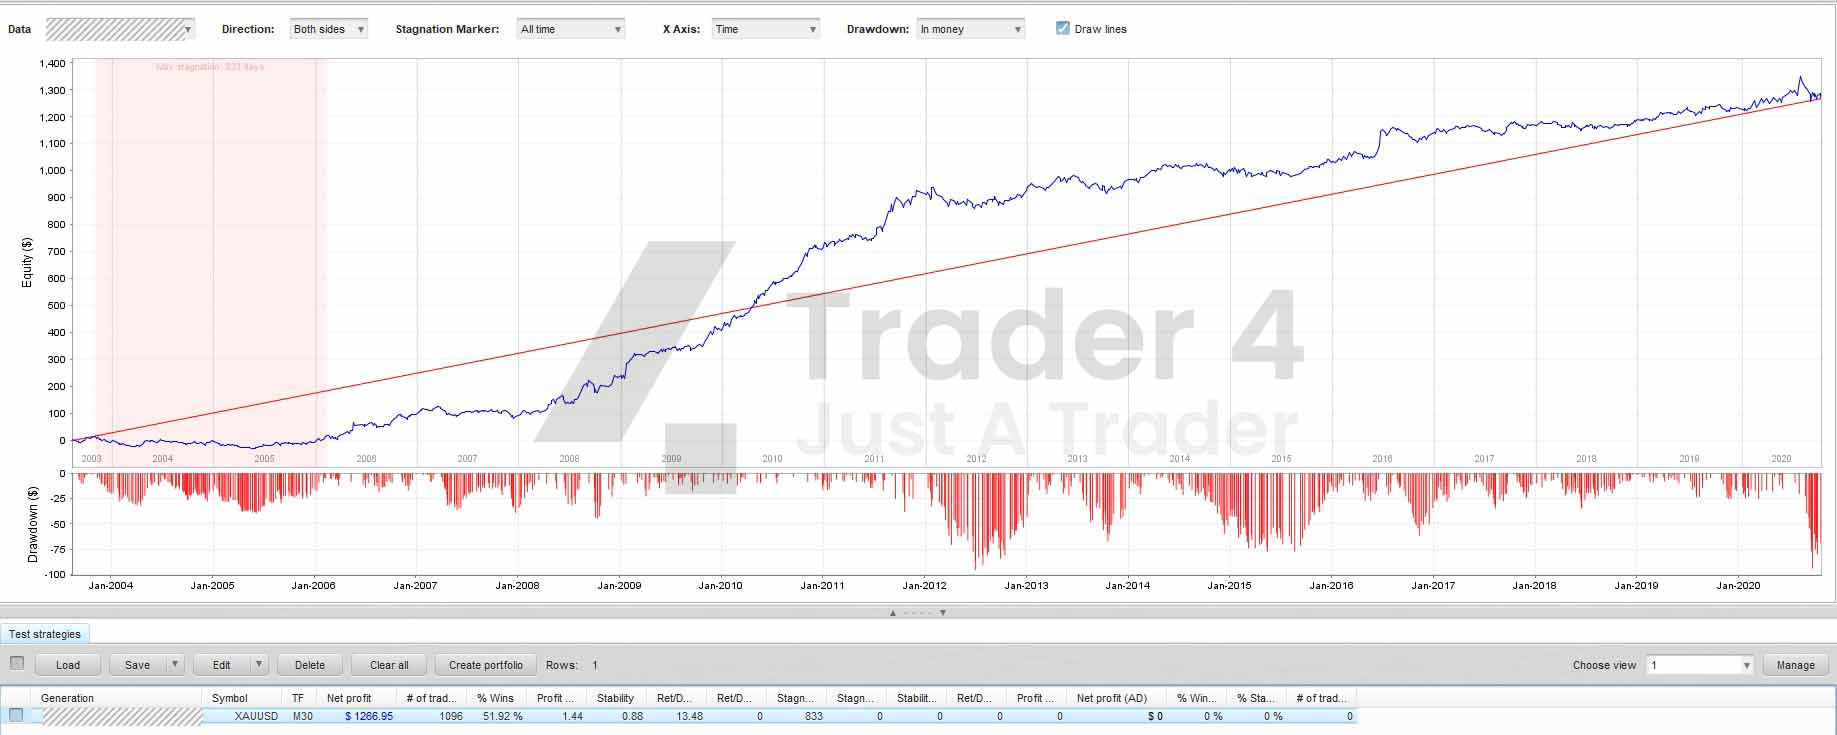 Data Direction: Both sides Stagnation Marker: All time X Axis: Time Drawdown: In money Draw lines
Max stagnation: 833 days
1,400
1,300
1,200
1,100
1,000
900
800
700
600
500
400
300
200
100
0
Equity ($)
Trader 4
Just A Trader
2003 2004 2005 2006 2007 2008 2009 2010 2011 2012 2013 2014 2015 2016 2017 2018 2019 2020
0
-25
-50
-75
-100
Drawdown ($)
Jan-2004 Jan-2005 Jan-2006 Jan-2007 Jan-2008 Jan-2009 Jan-2010 Jan-2011 Jan-2012 Jan-2013 Jan-2014 Jan-2015 Jan-2016 Jan-2017 Jan-2018 Jan-2019 Jan-2020
Test strategies
Load Save Edit Delete Clear all Create portfolio Rows: 1 Choose view 1 Manage
Generation Symbol TF Net profit # of trad... % Wins Profit ... Stability Ret/D... Ret/D... Stagn... Stagn... Stabilit... Ret/D... Profit ... Net profit (AD) % Win... % Sta... # of trad...
XAUUSD M30 $ 1266.95 1096 51.92 % 1.44 0.88 13.48 0 833 0 0 0 0 $ 0 0 % 0 % 0